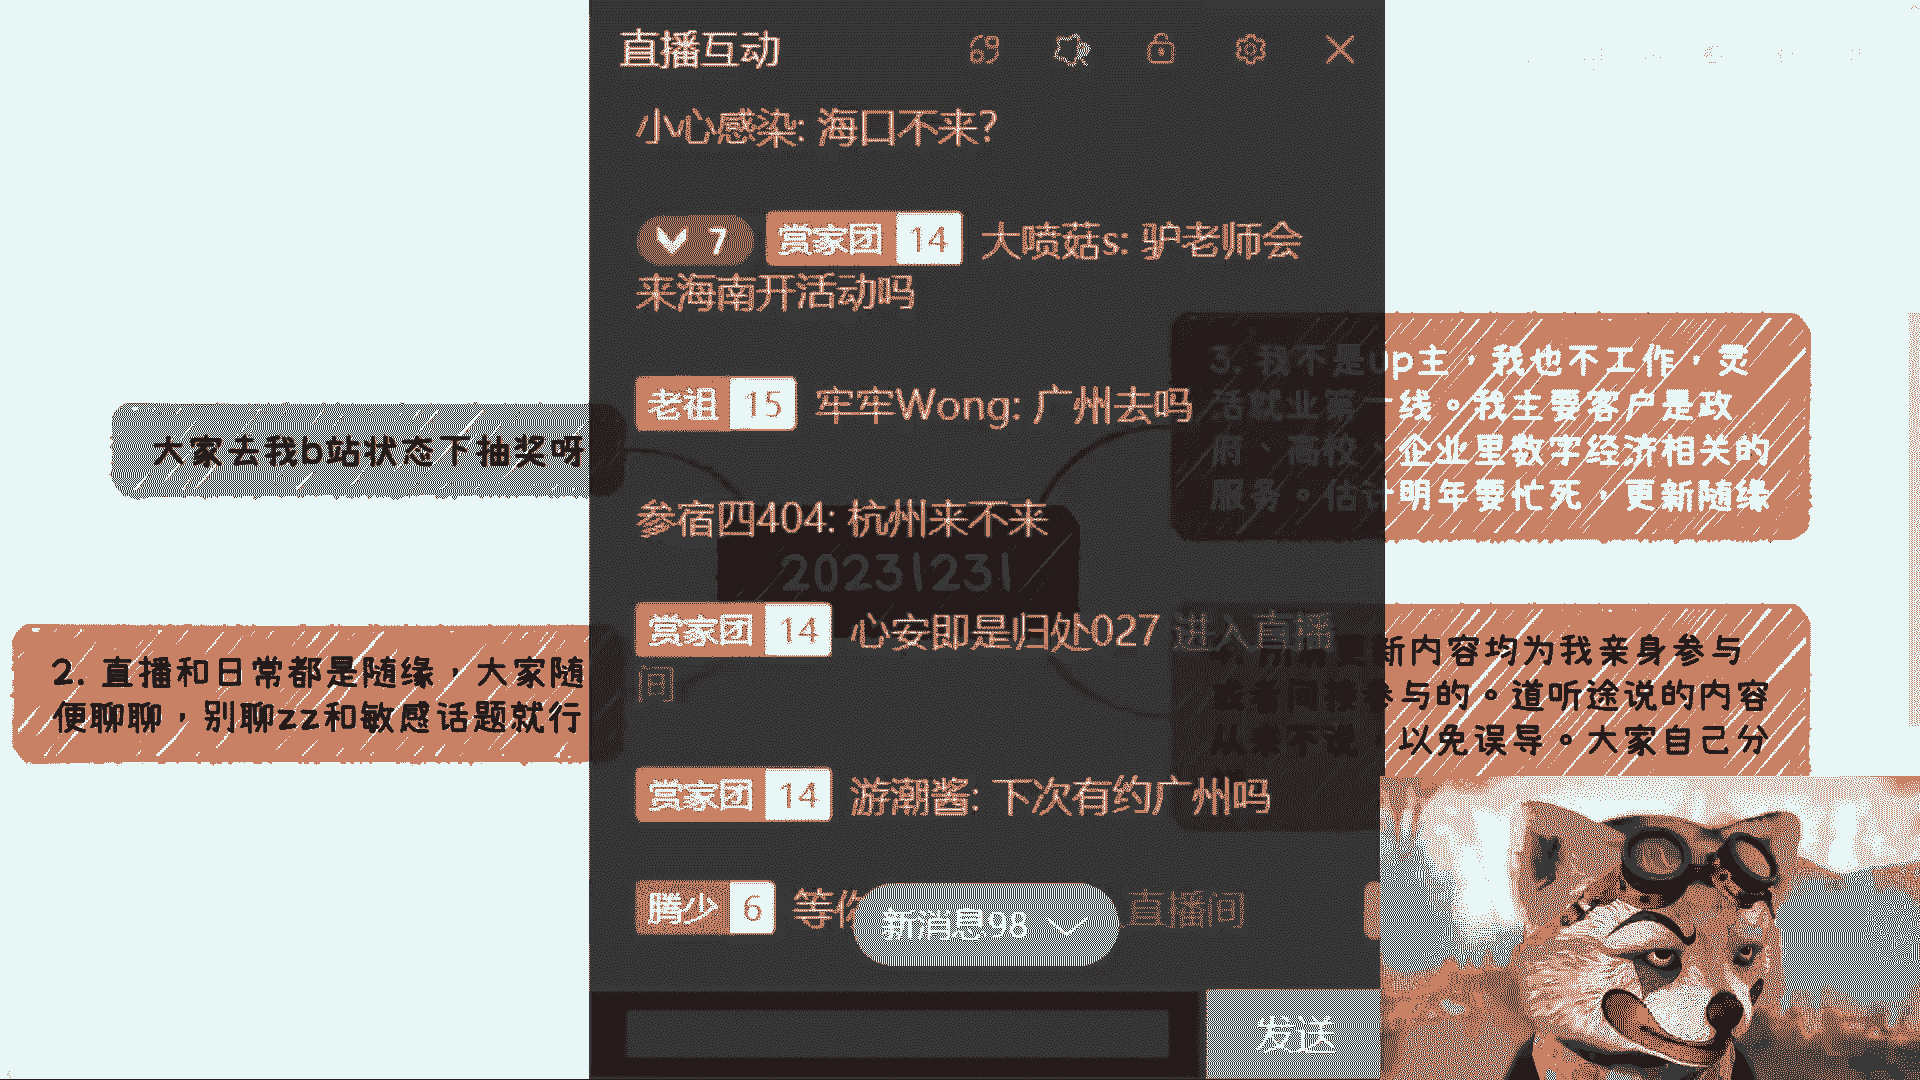 直播互动
小心感染: 海口不来?
7 赏家团 14 大喷菇s: 驴老师会
来海南开活动吗
老祖 15 牢牢Wong: 广州去吗
参宿四404: 杭州来不来
赏家团 14 心安即是归处027 进入直播
间
赏家团 14 游潮酱: 下次有约广州吗
腾少 6 等你
直播间
新消息98
发送
大家去我b站状态下抽奖呀
2. 直播和日常都是随缘，大家随
便聊聊，别聊zz和敏感话题就行
20231231
3. 我不是up主，我也不工作，灵
活就业第一线。我主要客户是政
府、高校、企业里数字经济相关的
服务。估计明年要忙死，更新随缘
新内容均为我亲身参与
或者间接参与的。道听途说的内容
从来不说，以免误导。大家自己分